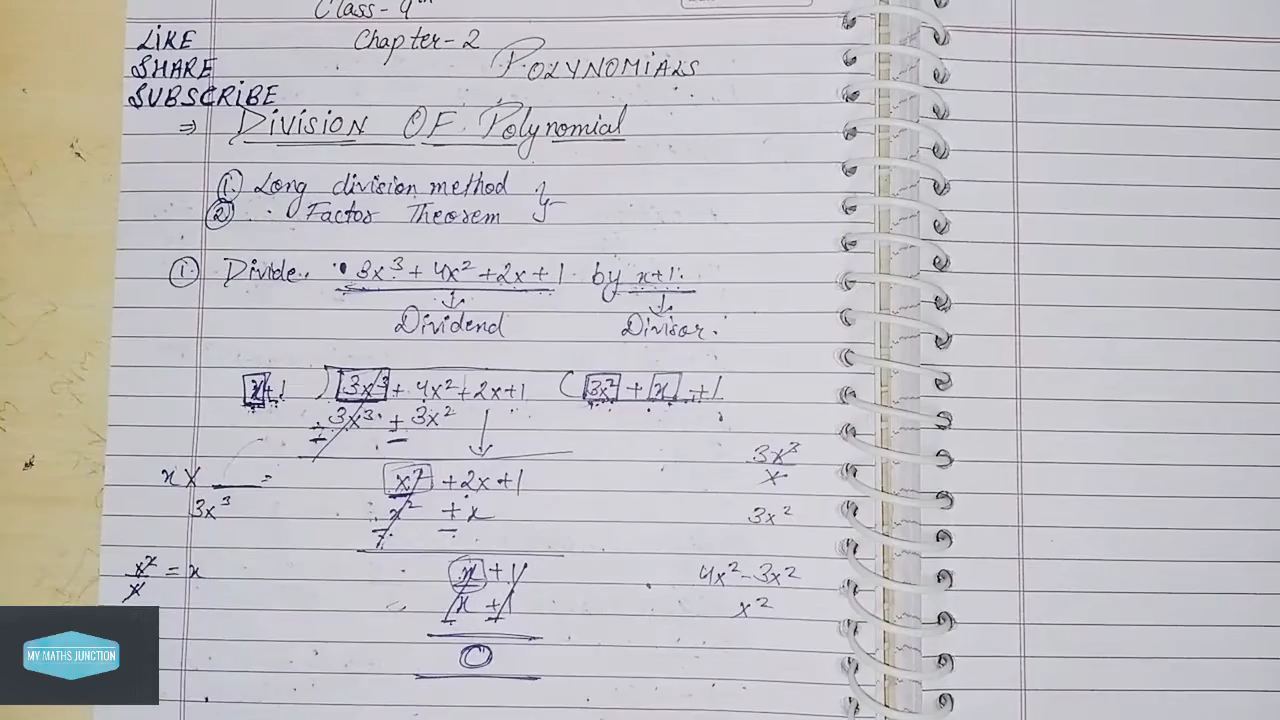 Class-9th
LIKE
Chapter-2
SHARE
POLYNOMIALS
SUBSCRIBE
⇒ DIVISION OF Polynomial
① Long division method
② Factor Theorem
① Divide 3x³ + 4x² + 2x + 1 by x+1.
Dividend
Divisor.
x+1 ) 3x³ + 4x² + 2x + 1 ( 3x² + x + 1
3x³ + 3x²
3x³
x
x × ___ =
x² + 2x + 1
3x³
x² + x
3x²
x² = x
x
x + 1
4x² - 3x²
x + 1
x²
0
MY MATHS JUNCTION